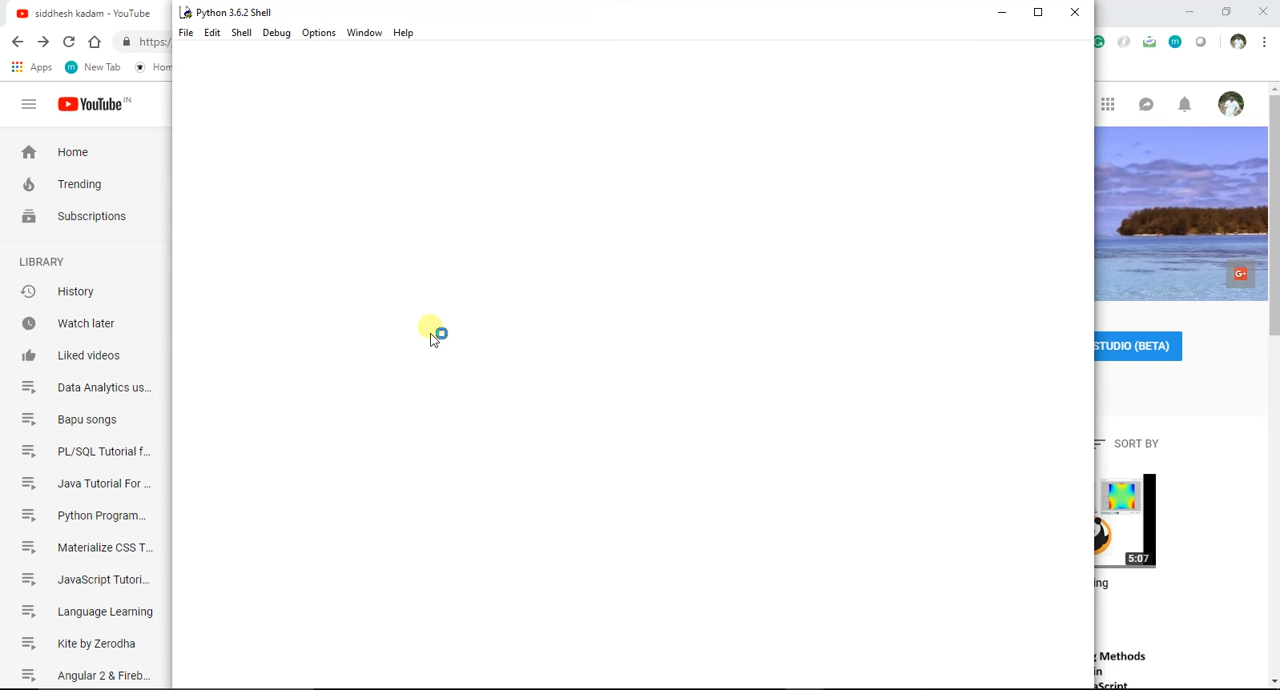 siddhesh kadam - YouTube
Python 3.6.2 Shell
File Edit Shell Debug Options Window Help
https:/
Apps New Tab Hom
YouTube IN
Home
Trending
Subscriptions
LIBRARY
History
Watch later
Liked videos
Data Analytics us...
Bapu songs
PL/SQL Tutorial f...
Java Tutorial For ...
Python Program...
Materialize CSS T...
JavaScript Tutori...
Language Learning
Kite by Zerodha
Angular 2 & Fireb...
G+
STUDIO (BETA)
SORT BY
5:07
ing
Methods
in
aScript